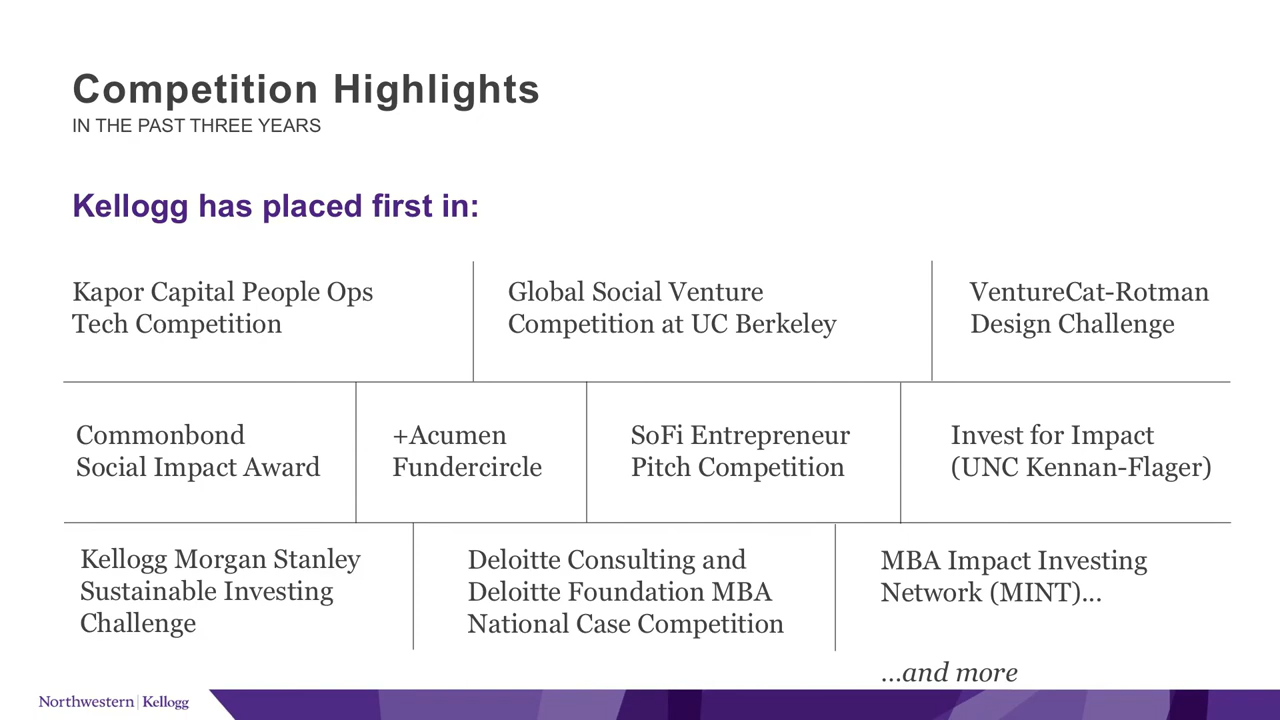 Competition Highlights
IN THE PAST THREE YEARS
Kellogg has placed first in:
Kapor Capital People Ops
Tech Competition
Global Social Venture
Competition at UC Berkeley
VentureCat-Rotman
Design Challenge
Commonbond
Social Impact Award
+Acumen
Fundercircle
SoFi Entrepreneur
Pitch Competition
Invest for Impact
(UNC Kennan-Flager)
Kellogg Morgan Stanley
Sustainable Investing
Challenge
Deloitte Consulting and
Deloitte Foundation MBA
National Case Competition
MBA Impact Investing
Network (MINT)...
...and more
Northwestern | Kellogg